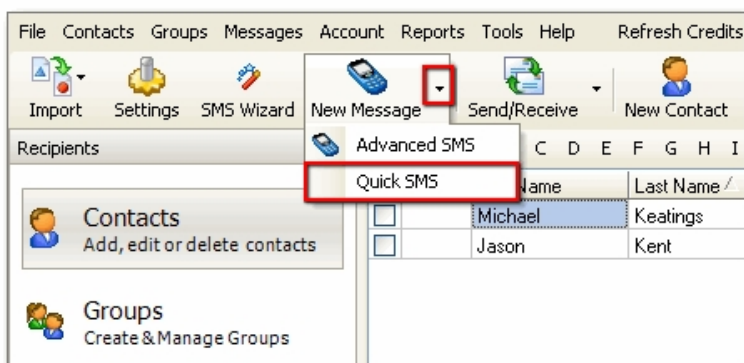 File Contacts Groups Messages Account Reports Tools Help Refresh Credits
Import Settings SMS Wizard New Message Send/Receive New Contact
Recipients
Advanced SMS
C D E F G H I
Quick SMS
Name Last Name
Contacts
Add, edit or delete contacts
Michael Keatings
Jason Kent
Groups
Create & Manage Groups